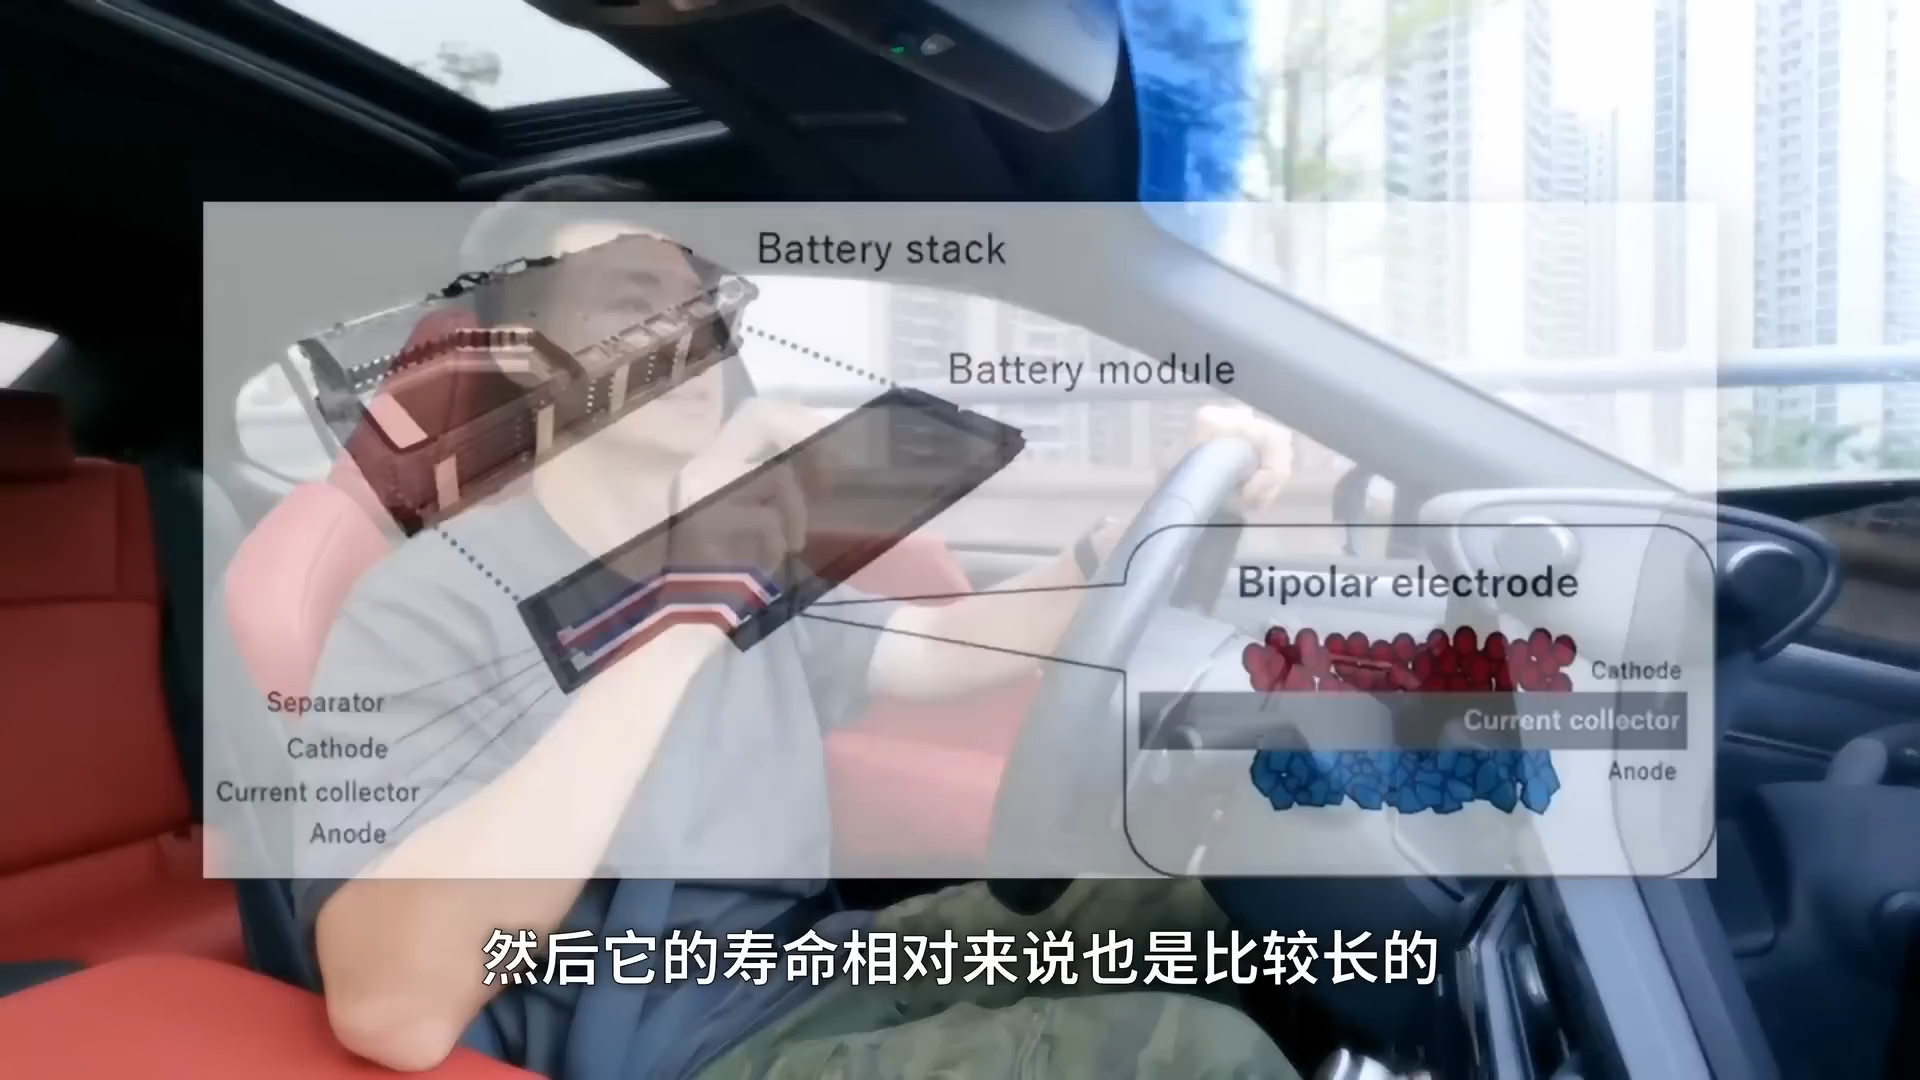 Battery stack
Battery module
Bipolar electrode
Cathode
Current collector
Anode
Separator
Cathode
Current collector
Anode
然后它的寿命相对来说也是比较长的